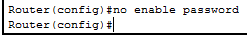 Router(config)#no enable password
Router(config)#